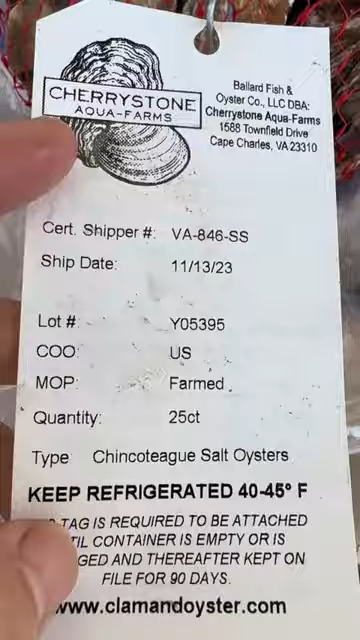 CHERRYSTONE
AQUA-FARMS
Ballard Fish &
Oyster Co., LLC DBA:
Cherrystone Aqua-Farms
1588 Townfield Drive
Cape Charles, VA 23310
Cert. Shipper #: VA-846-SS
Ship Date: 11/13/23
Lot #: Y05395
COO: US
MOP: Farmed
Quantity: 25ct
Type Chincoteague Salt Oysters
KEEP REFRIGERATED 40-45° F
TAG IS REQUIRED TO BE ATTACHED
CONTAINER IS EMPTY OR IS
AND THEREAFTER KEPT ON
FILE FOR 90 DAYS.
www.clamandoyster.com